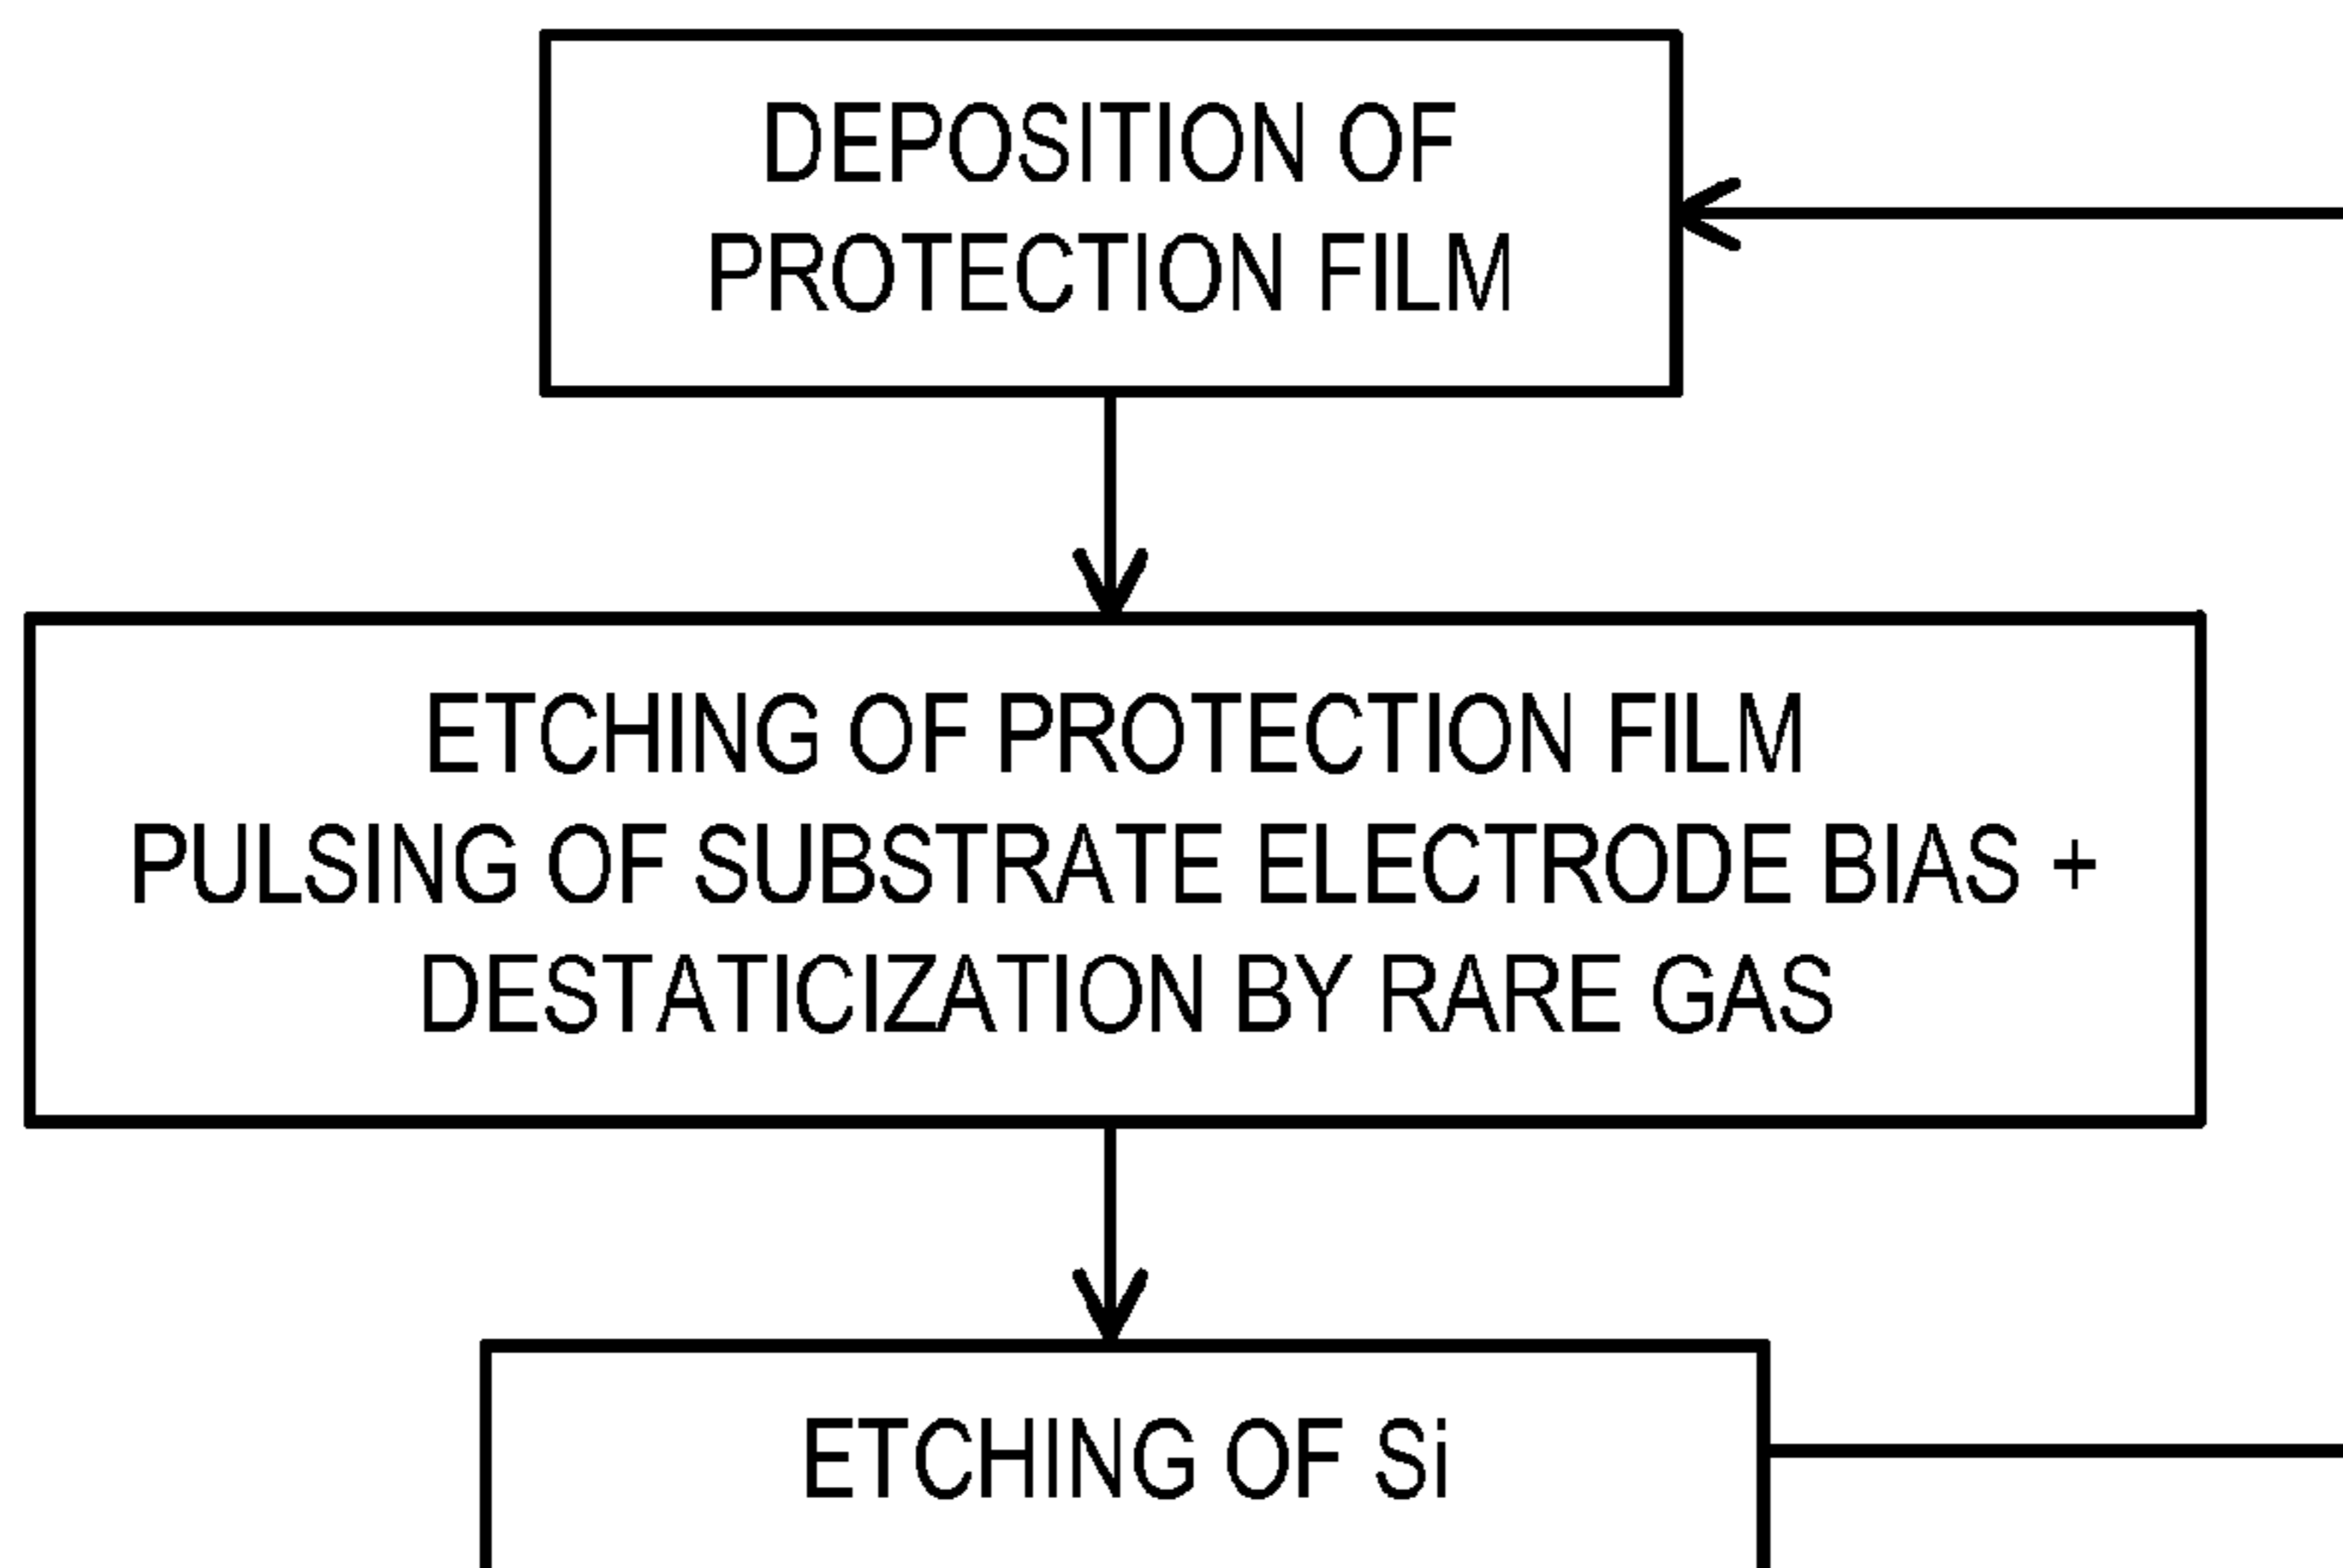 DEPOSITION OF
PROTECTION FILM
ETCHING OF PROTECTION FILM
PULSING OF SUBSTRATE ELECTRODE BIAS +
DESTATICIZATION BY RARE GAS
ETCHING OF Si